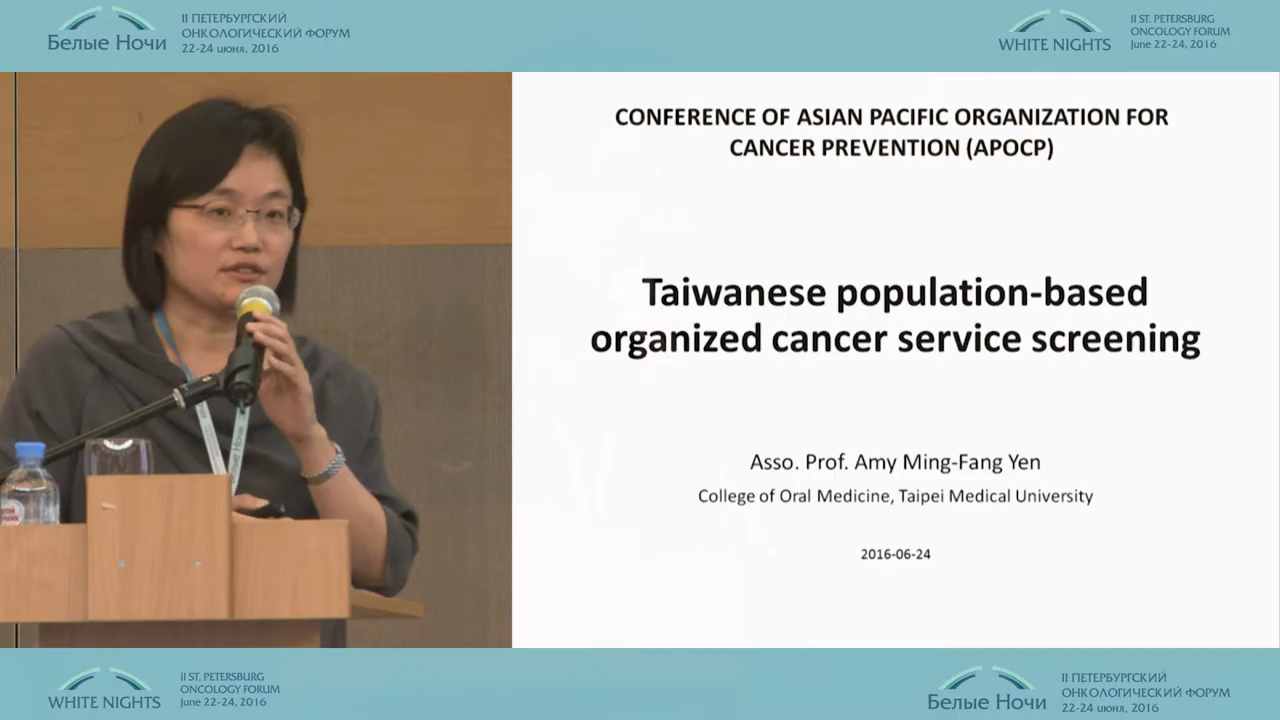 Белые Ночи
II ПЕТЕРБУРГСКИЙ
ОНКОЛОГИЧЕСКИЙ ФОРУМ
22-24 июня, 2016
WHITE NIGHTS
II ST. PETERSBURG
ONCOLOGY FORUM
June 22-24, 2016
CONFERENCE OF ASIAN PACIFIC ORGANIZATION FOR
CANCER PREVENTION (APOCP)
Taiwanese population-based
organized cancer service screening
Asso. Prof. Amy Ming-Fang Yen
College of Oral Medicine, Taipei Medical University
2016-06-24
WHITE NIGHTS
II ST. PETERSBURG
ONCOLOGY FORUM
June 22-24, 2016
Белые Ночи
II ПЕТЕРБУРГСКИЙ
ОНКОЛОГИЧЕСКИЙ ФОРУМ
22-24 июня, 2016